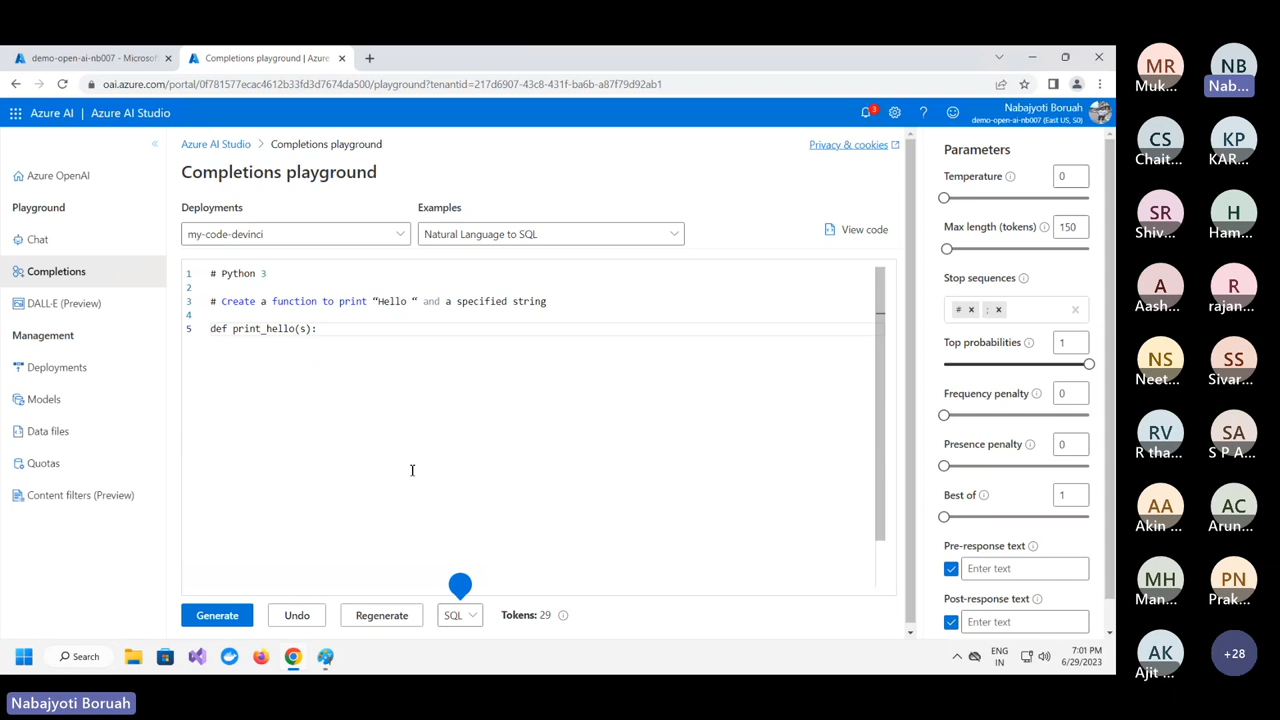 demo-open-ai-nb007 - Microsof
Completions playground | Azure
oai.azure.com/portal/0f781577ecac4612b33fd3d7674da500/playground?tenantid=217d6907-43c8-431f-ba6b-a87f79d92ab1
Azure AI | Azure AI Studio
3
Nabajyoti Boruah
demo-open-ai-nb007 (East US, S0)
Azure AI Studio > Completions playground
Privacy & cookies
Completions playground
Azure OpenAI
Playground
Chat
Completions
DALL·E (Preview)
Management
Deployments
Models
Data files
Quotas
Content filters (Preview)
Deployments
Examples
my-code-devinci
Natural Language to SQL
View code
1 # Python 3
2
3 # Create a function to print “Hello “ and a specified string
4
5 def print_hello(s):
Generate
Undo
Regenerate
SQL
Tokens: 29
Parameters
Temperature 0
Max length (tokens) 150
Stop sequences
# ;
Top probabilities 1
Frequency penalty 0
Presence penalty 0
Best of 1
Pre-response text
Enter text
Post-response text
Enter text
Search
ENG
IN
7:01 PM
6/29/2023
Nabajyoti Boruah
MR NB
Muk... Nab...
CS KP
Chait... KAR...
SR H
Shiv... Ham...
A R
Aash... rajan...
NS SS
Neet... Sivar...
RV SA
R tha... S P A...
AA AC
Akin ... Arun...
MH PN
Man... Prak...
AK +28
Ajit ...